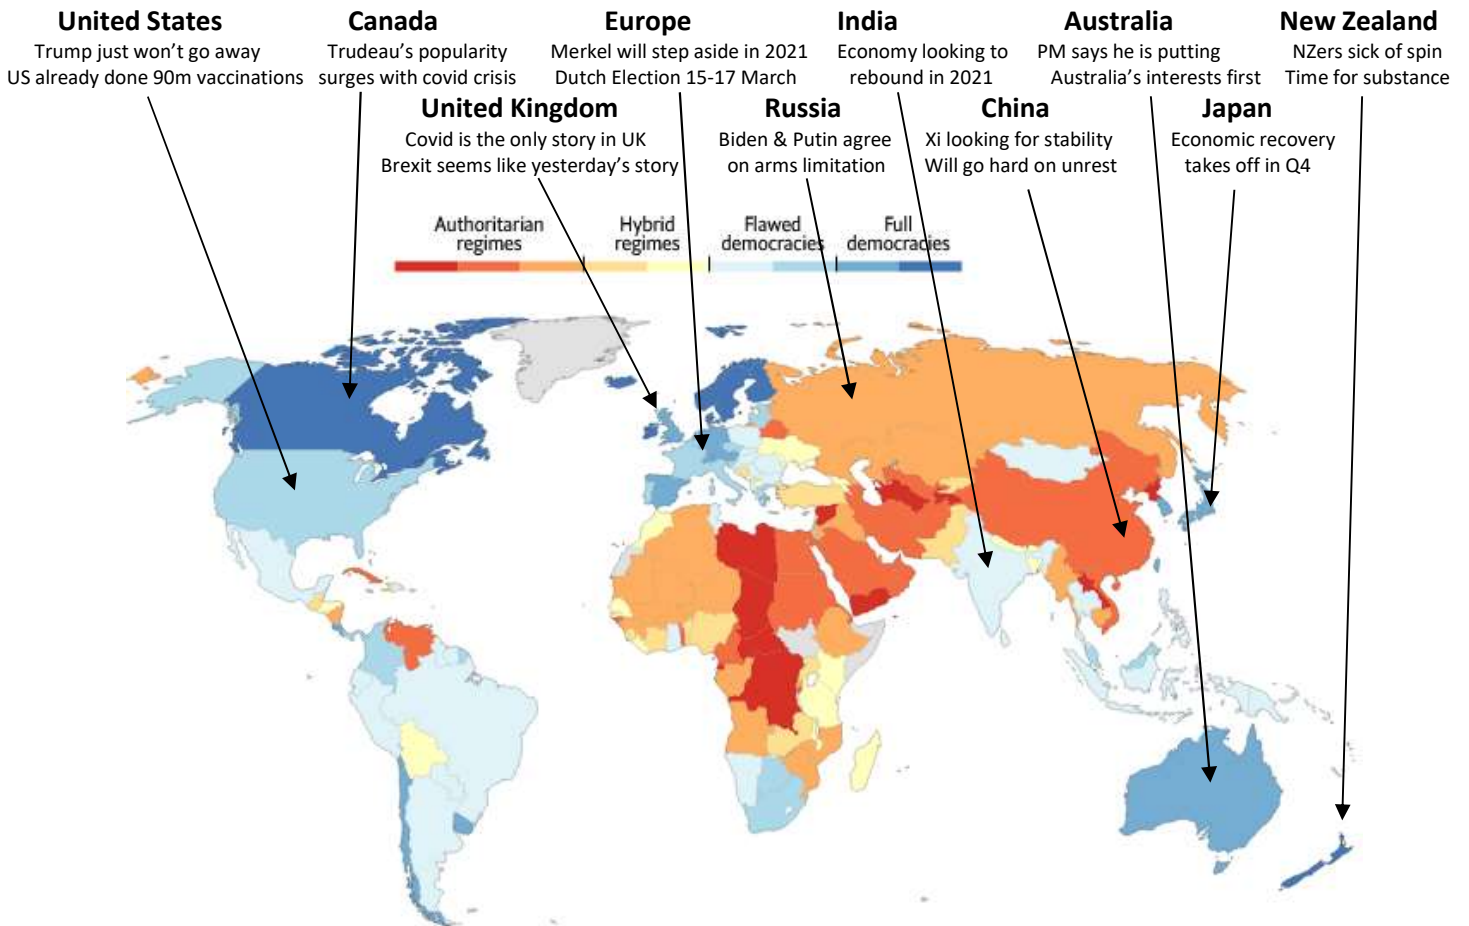 United States
Trump just won’t go away
US already done 90m vaccinations
Canada
Trudeau’s popularity
surges with covid crisis
Europe
Merkel will step aside in 2021
Dutch Election 15-17 March
India
Economy looking to
rebound in 2021
Australia
PM says he is putting
Australia’s interests first
New Zealand
NZers sick of spin
Time for substance
United Kingdom
Covid is the only story in UK
Brexit seems like yesterday’s story
Russia
Biden & Putin agree
on arms limitation
China
Xi looking for stability
Will go hard on unrest
Japan
Economic recovery
takes off in Q4
Authoritarian
regimes
Hybrid
regimes
Flawed
democracies
Full
democracies